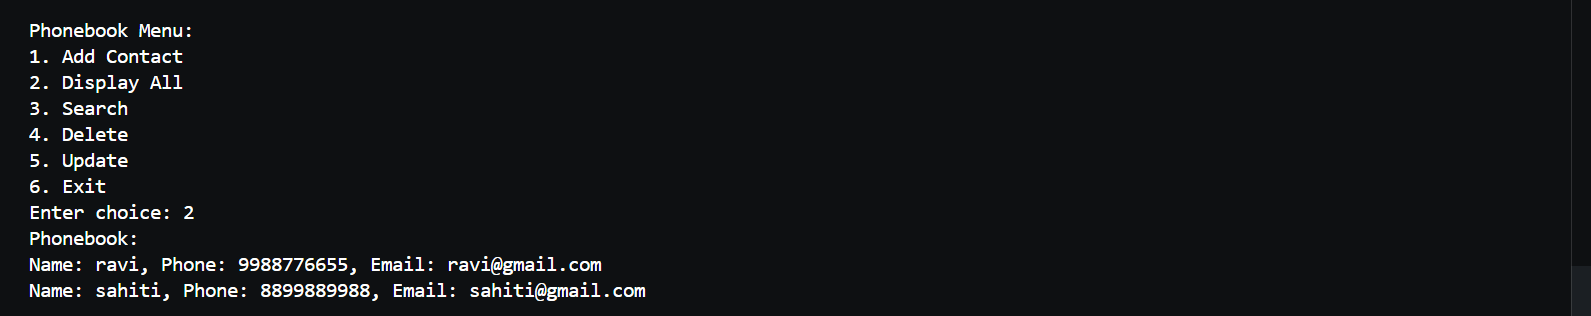 Phonebook Menu:
1. Add Contact
2. Display All
3. Search
4. Delete
5. Update
6. Exit
Enter choice: 2
Phonebook:
Name: ravi, Phone: 9988776655, Email: ravi@gmail.com
Name: sahiti, Phone: 8899889988, Email: sahiti@gmail.com